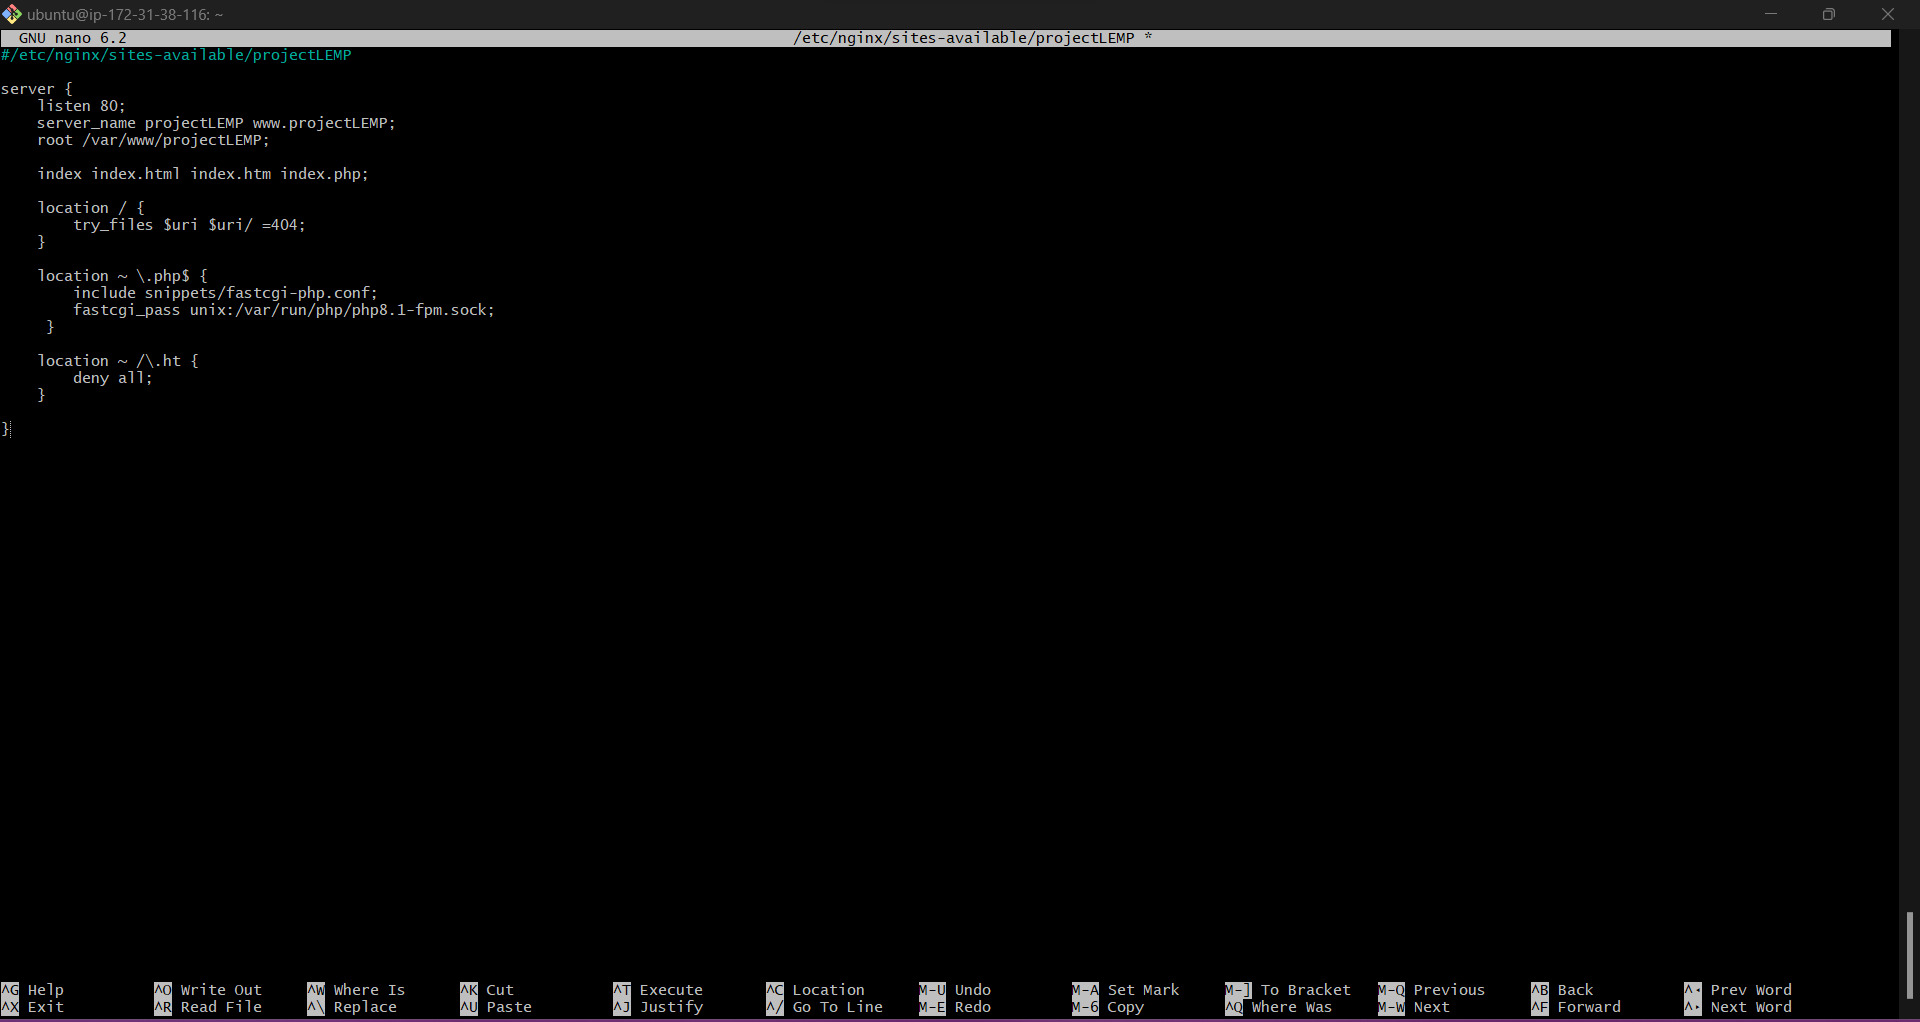 ubuntu@ip-172-31-38-116: ~
GNU nano 6.2 /etc/nginx/sites-available/projectLEMP *
#/etc/nginx/sites-available/projectLEMP
server {
    listen 80;
    server_name projectLEMP www.projectLEMP;
    root /var/www/projectLEMP;
    index index.html index.htm index.php;
    location / {
        try_files $uri $uri/ =404;
    }
    location ~ \.php$ {
        include snippets/fastcgi-php.conf;
        fastcgi_pass unix:/var/run/php/php8.1-fpm.sock;
     }
    location ~ /\.ht {
        deny all;
    }
}
^G Help ^O Write Out ^W Where Is ^K Cut ^T Execute ^C Location M-U Undo M-A Set Mark M-] To Bracket M-Q Previous ^B Back ^◂ Prev Word
^X Exit ^R Read File ^\ Replace ^U Paste ^J Justify ^/ Go To Line M-E Redo M-6 Copy ^Q Where Was M-W Next ^F Forward ^▸ Next Word